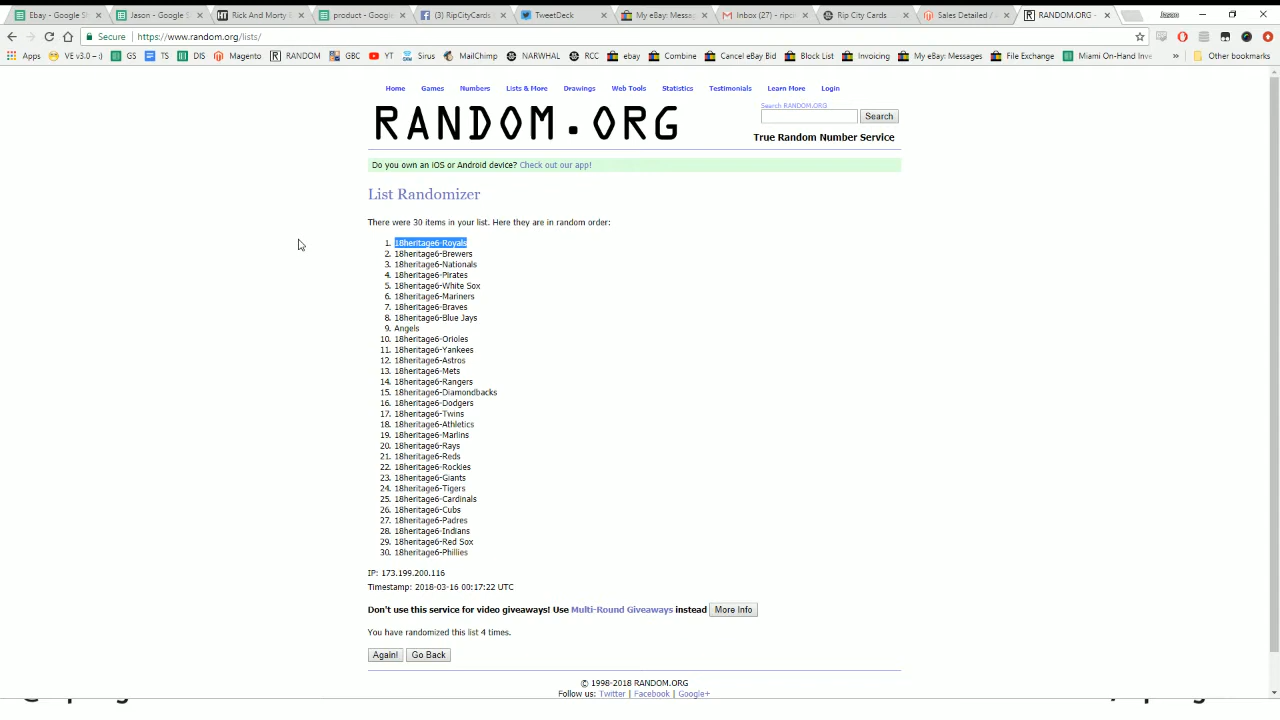 Ebay - Google S Jason - Google S Rick And Morty product - Google (3) RipCityCards TweetDeck My eBay: Messag Inbox (27) - ripc Rip City Cards Sales Detailed / RANDOM.ORG - Jason
Secure https://www.random.org/lists/
Apps VE v3.0 -- :) GS TS DIS Magento RANDOM GBC YT Sirus MailChimp NARWHAL RCC ebay Combine Cancel eBay Bid Block List Invoicing My eBay: Messages File Exchange Miami On-Hand Inve » Other bookmarks
Home Games Numbers Lists & More Drawings Web Tools Statistics Testimonials Learn More Login
Search RANDOM.ORG
Search
RANDOM.ORG
True Random Number Service
Do you own an iOS or Android device? Check out our app!
List Randomizer
There were 30 items in your list. Here they are in random order:
1. 18heritage6-Royals
2. 18heritage6-Brewers
3. 18heritage6-Nationals
4. 18heritage6-Pirates
5. 18heritage6-White Sox
6. 18heritage6-Mariners
7. 18heritage6-Braves
8. 18heritage6-Blue Jays
9. Angels
10. 18heritage6-Orioles
11. 18heritage6-Yankees
12. 18heritage6-Astros
13. 18heritage6-Mets
14. 18heritage6-Rangers
15. 18heritage6-Diamondbacks
16. 18heritage6-Dodgers
17. 18heritage6-Twins
18. 18heritage6-Athletics
19. 18heritage6-Marlins
20. 18heritage6-Rays
21. 18heritage6-Reds
22. 18heritage6-Rockies
23. 18heritage6-Giants
24. 18heritage6-Tigers
25. 18heritage6-Cardinals
26. 18heritage6-Cubs
27. 18heritage6-Padres
28. 18heritage6-Indians
29. 18heritage6-Red Sox
30. 18heritage6-Phillies
IP: 173.199.200.116
Timestamp: 2018-03-16 00:17:22 UTC
Don't use this service for video giveaways! Use Multi-Round Giveaways instead More Info
You have randomized this list 4 times.
Again! Go Back
© 1998-2018 RANDOM.ORG
Follow us: Twitter | Facebook | Google+